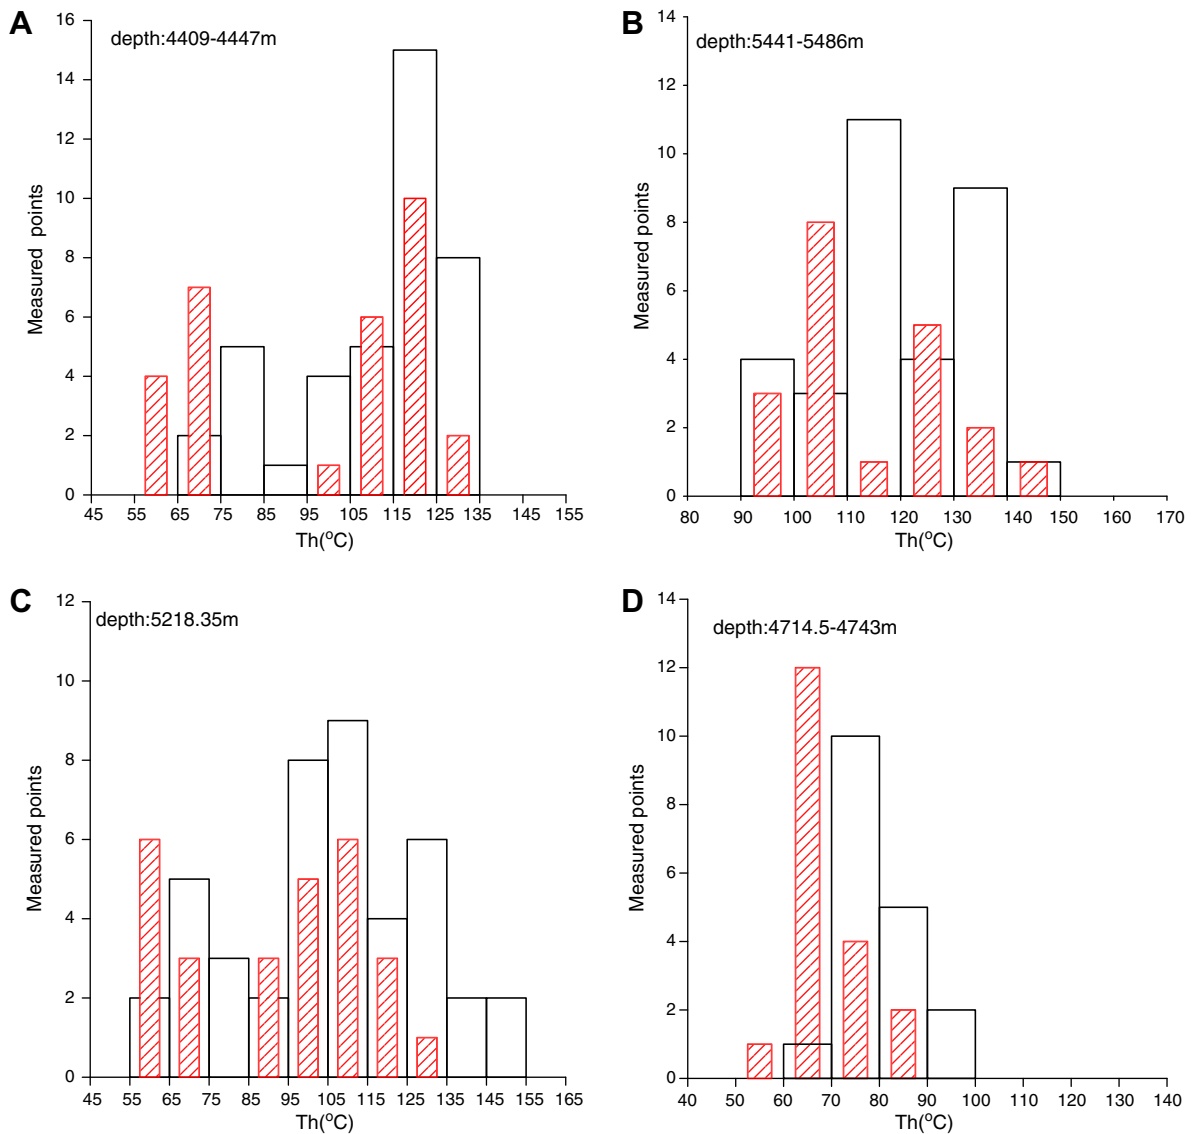 A
depth:4409-4447m
16
14
12
10
8
6
4
2
0
Measured points
45 55 65 75 85 95 105 115 125 135 145 155
Th(°C)
B
depth:5441-5486m
14
12
10
8
6
4
2
0
Measured points
80 90 100 110 120 130 140 150 160 170
Th(°C)
C
depth:5218.35m
12
10
8
6
4
2
0
Measured points
45 55 65 75 85 95 105 115 125 135 145 155 165
Th(°C)
D
depth:4714.5-4743m
14
12
10
8
6
4
2
0
Measured points
40 50 60 70 80 90 100 110 120 130 140
Th(°C)